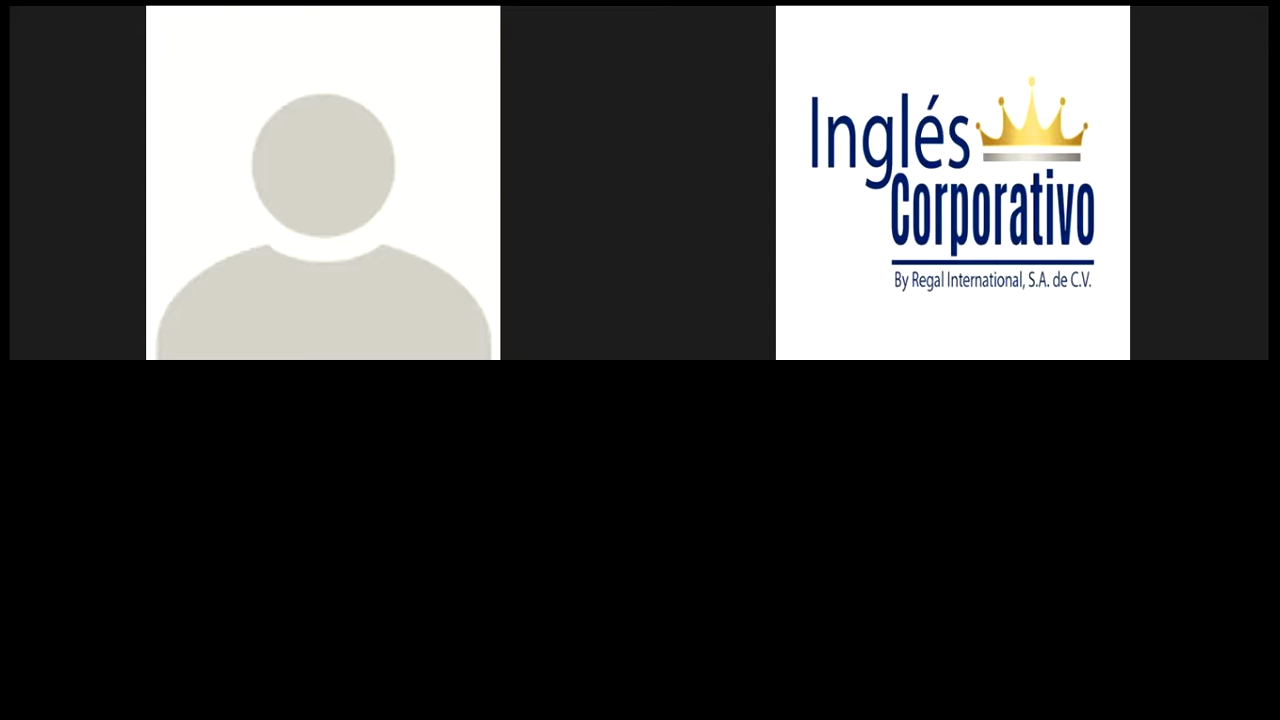 Inglés
Corporativo
By Regal International, S.A. de C.V.